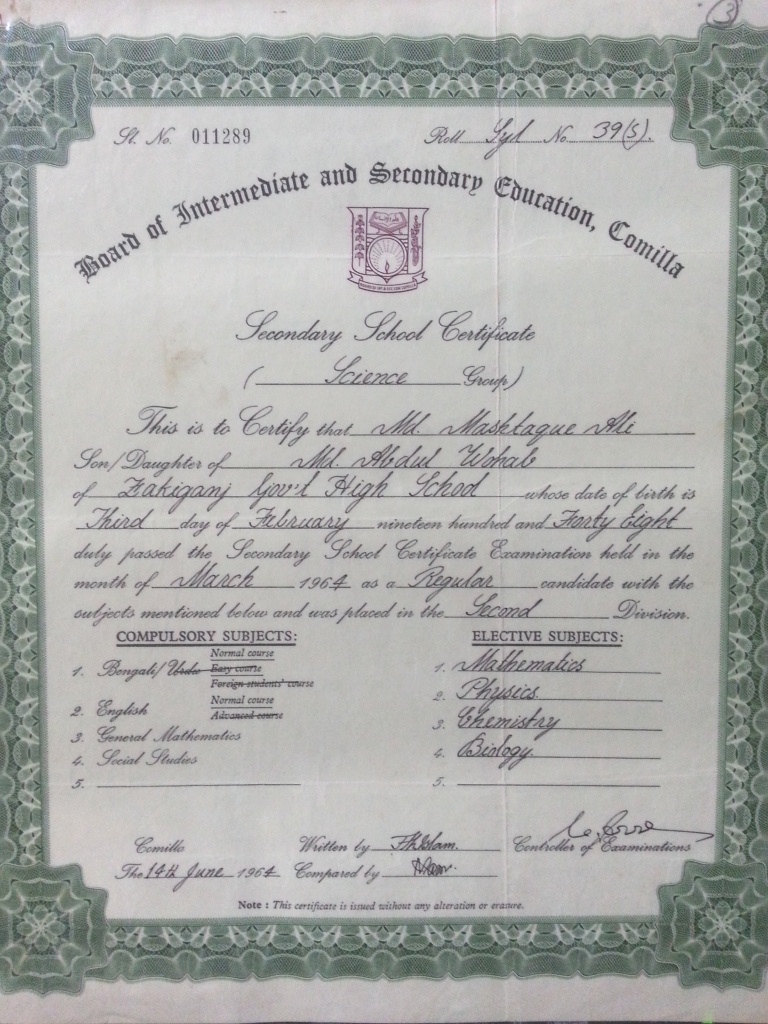 3
Sl. No. 011289 Roll Syl No 39(S).
Board of Intermediate and Secondary Education, Comilla
Secondary School Certificate
( Science Group)
This is to Certify that Md. Mashtaque Ali
Son/Daughter of Md. Abdul Wohab
of Zakiganj Gov't High School whose date of birth is
Third day of February nineteen hundred and Forty Eight
duly passed the Secondary School Certificate Examination held in the
month of March 1964 as a Regular candidate with the
subjects mentioned below and was placed in the Second Division.
COMPULSORY SUBJECTS: ELECTIVE SUBJECTS:
Normal course
1. Bengali/Urdu Easy course 1. Mathematics
Foreign students' course
2. Physics
Normal course
2. English Advanced course
3. Chemistry
3. General Mathematics
4. Social Studies 4. Biology.
5. 5.
Comilla Written by Controller of Examinations
The 14th June 1964 Compared by
Note : This certificate is issued without any alteration or erasure.